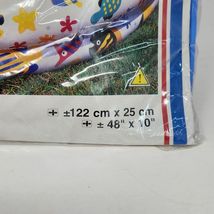 ±122 cm x 25 cm
± 48" x 10"